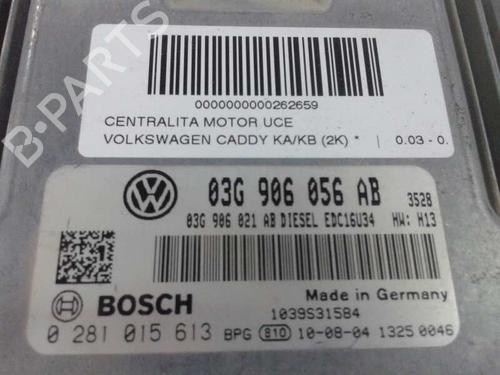 B-PARTS
0000000000262659
CENTRALITA MOTOR UCE
VOLKSWAGEN CADDY KA/KB (2K) * | 0.03 - 0.
03G 906 056 AB 3528
03G 906 021 AB DIESEL EDC16U34 HW: H13
Made in Germany
BOSCH 1039S31584
0 281 015 613 BPG 810 10-08-04 1325 0046